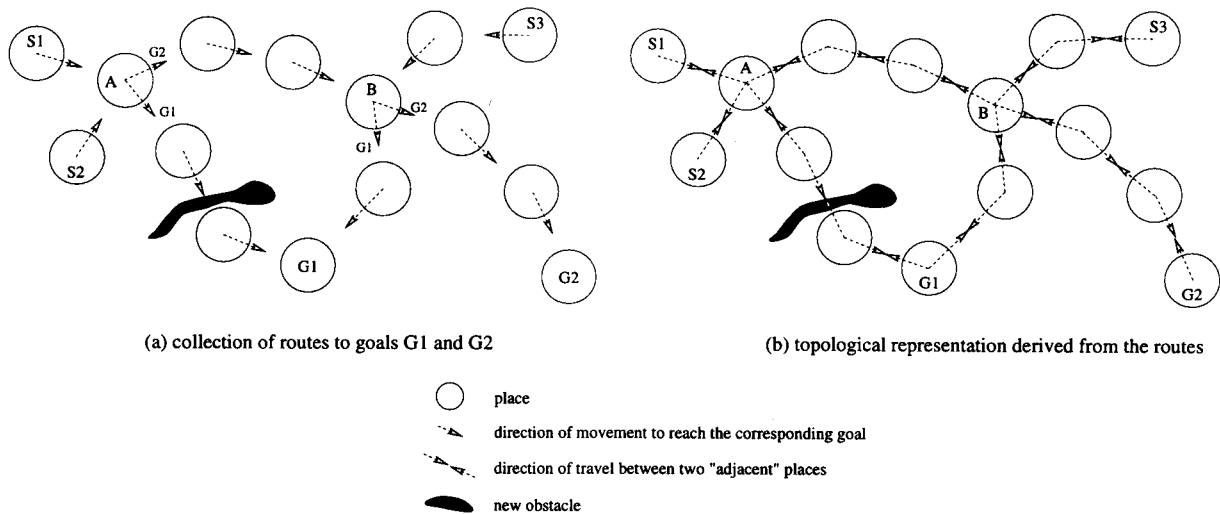 S1
G2
A
G1
S2
S3
B
G2
G1
G1
G2
S1
A
S2
S3
B
G1
G2
(a) collection of routes to goals G1 and G2
(b) topological representation derived from the routes
place
direction of movement to reach the corresponding goal
direction of travel between two "adjacent" places
new obstacle